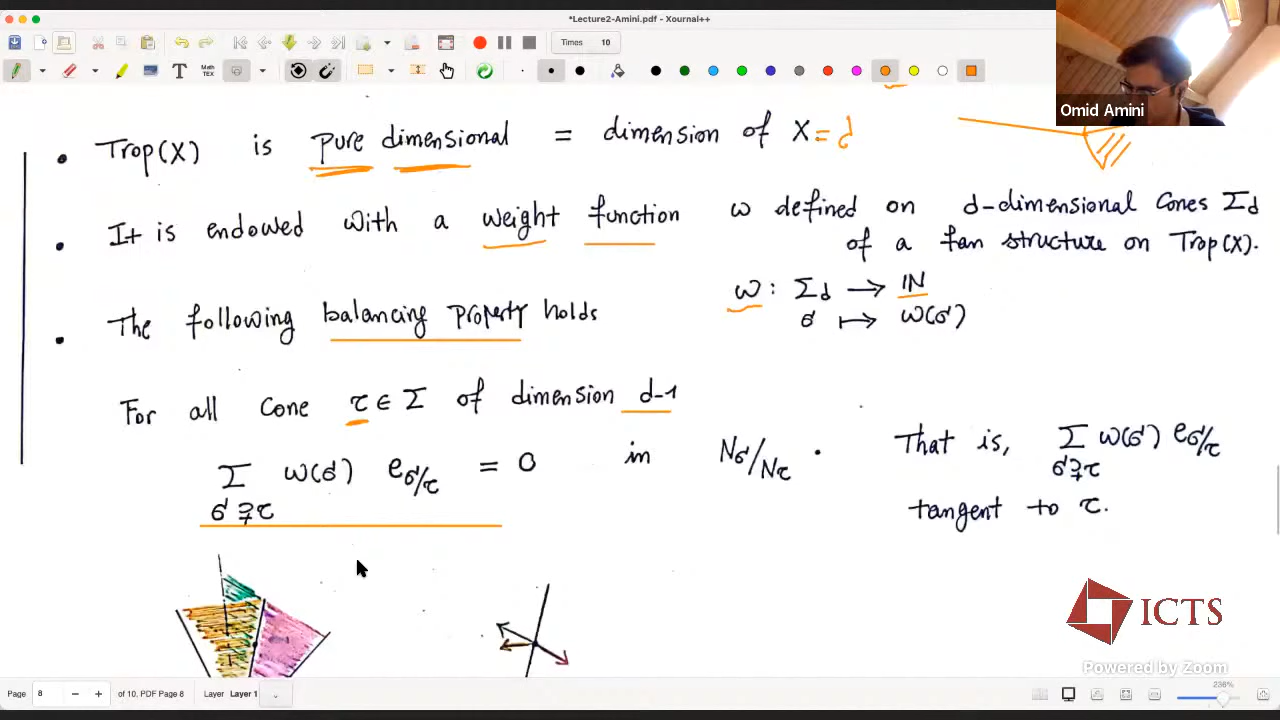 *Lecture2-Amini.pdf - Xournal++
Times 10
Omid Amini
• Trop(X) is pure dimensional = dimension of X = d
• It is endowed with a weight function ω defined on d-dimensional cones Σd
of a fan structure on Trop(X).
ω : Σd → ℕ
σ ↦ ω(σ)
• The following balancing property holds
For all cone τ ∈ Σ of dimension d-1
Σ ω(σ) eσ/τ = 0 in Nσ/Nτ . That is, Σ ω(σ) eσ/τ
σ ⊋ τ σ ⊋ τ
tangent to τ.
ICTS
Powered by Zoom
Page 8 of 10, PDF Page 8 Layer Layer 1 236%